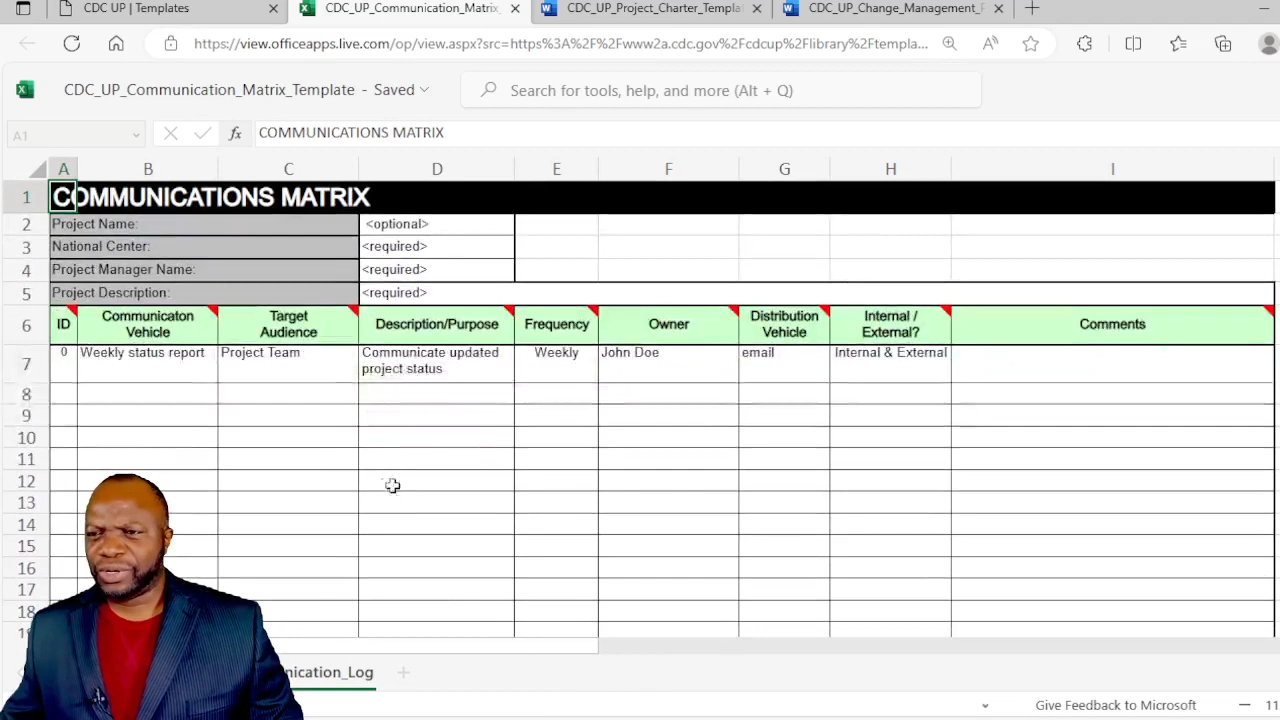 CDC UP | Templates
CDC_UP_Communication_Matrix_
CDC_UP_Project_Charter_Templa
CDC_UP_Change_Management_P
https://view.officeapps.live.com/op/view.aspx?src=https%3A%2F%2Fwww2a.cdc.gov%2Fcdcup%2Flibrary%2Ftempla...
CDC_UP_Communication_Matrix_Template - Saved
Search for tools, help, and more (Alt + Q)
A1
fx COMMUNICATIONS MATRIX
A B C D E F G H I
1 COMMUNICATIONS MATRIX
2 Project Name: <optional>
3 National Center: <required>
4 Project Manager Name: <required>
5 Project Description: <required>
6 ID Communicaton Vehicle Target Audience Description/Purpose Frequency Owner Distribution Vehicle Internal / External? Comments
7 0 Weekly status report Project Team Communicate updated project status Weekly John Doe email Internal & External
8
9
10
11
12
13
14
15
16
17
18
nication_Log
Give Feedback to Microsoft
11